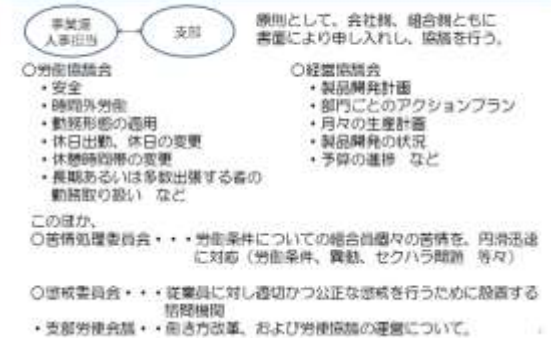 事業運
人事担当
支部
原則として、会社側、組合側ともに
書面により申し入れし、協議を行う。
○労働協議会
・安全
・時間外労働
・勤務形態の適用
・休日出勤、休日の変更
・休憩時間帯の変更
・長期あるいは多数出張する者の
勤務取り扱い など
○経営協議会
・製品開発計画
・部門ごとのアクションプラン
・月々の生産計画
・製品開発の状況
・予算の進捗 など
このほか、
○苦情処理委員会・・・労働条件についての組合員個々の苦情を、円滑迅速
に対応（労働条件、異動、セクハラ問題 等々）
○懲戒委員会・・・従業員に対し適切かつ公正な懲戒を行うために設置する
諮問機関
・支部労使会議・・働き方改革、および労使協議の運営について。